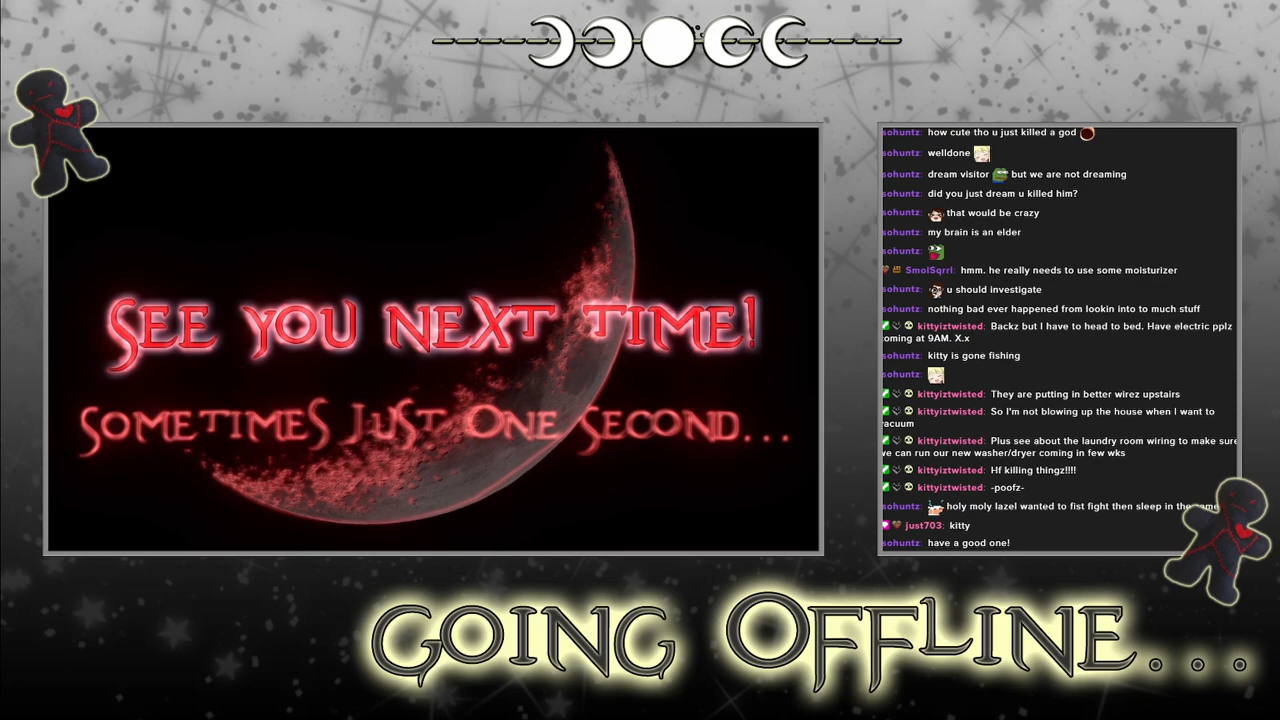 See you next time!
Sometimes Just One Second...
sohuntz: how cute tho u just killed a god
sohuntz: welldone
sohuntz: dream visitor but we are not dreaming
sohuntz: did you just dream u killed him?
sohuntz: that would be crazy
sohuntz: my brain is an elder
sohuntz:
SmolSqrrl: hmm. he really needs to use some moisturizer
sohuntz: u should investigate
sohuntz: nothing bad ever happened from lookin into to much stuff
kittyiztwisted: Backz but I have to head to bed. Have electric pplz
oming at 9AM. X.x
sohuntz: kitty is gone fishing
sohuntz:
kittyiztwisted: They are putting in better wirez upstairs
kittyiztwisted: So I'm not blowing up the house when I want to
acuum
kittyiztwisted: Plus see about the laundry room wiring to make sure
we can run our new washer/dryer coming in few wks
kittyiztwisted: Hf killing thingz!!!!
kittyiztwisted: -poofz-
sohuntz: holy moly lazel wanted to fist fight then sleep in the
just703: kitty
sohuntz: have a good one!
Going Offline...